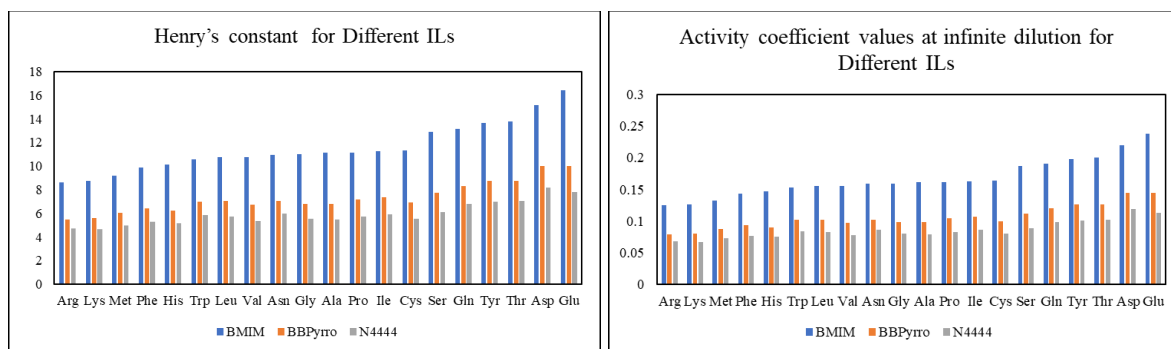 Henry's constant for Different ILs
18
16
14
12
10
8
6
4
2
0
Arg Lys Met Phe His Trp Leu Val Asn Gly Ala Pro Ile Cys Ser Gln Tyr Thr Asp Glu
BMIM BBPyrro N4444
Activity coefficient values at infinite dilution for
Different ILs
0.3
0.25
0.2
0.15
0.1
0.05
0
Arg Lys Met Phe His Trp Leu Val Asn Gly Ala Pro Ile Cys Ser Gln Tyr Thr Asp Glu
BMIM BBPyrro N4444